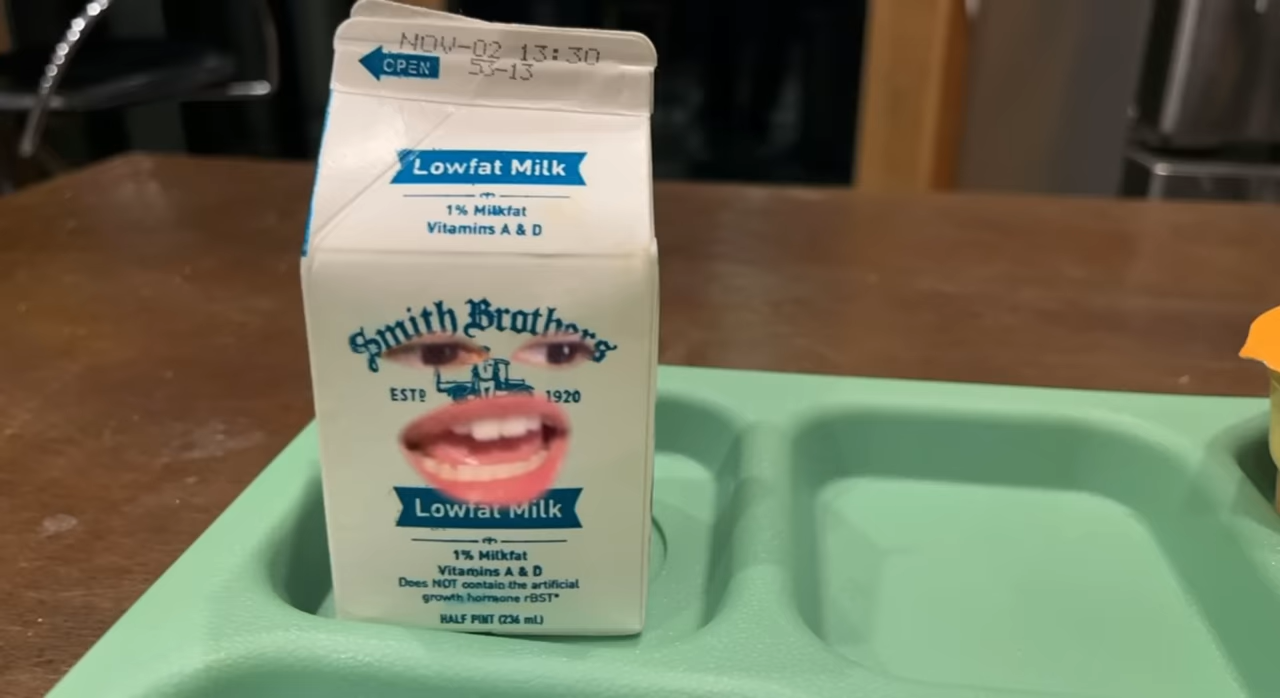 NOV-02 13:30
OPEN 53-13
Lowfat Milk
1% Milkfat
Vitamins A & D
Smith Brothers
ESTD 1920
Lowfat Milk
1% Milkfat
Vitamins A & D
Does NOT contain the artificial
growth hormone rBST*
HALF PINT (236 mL)